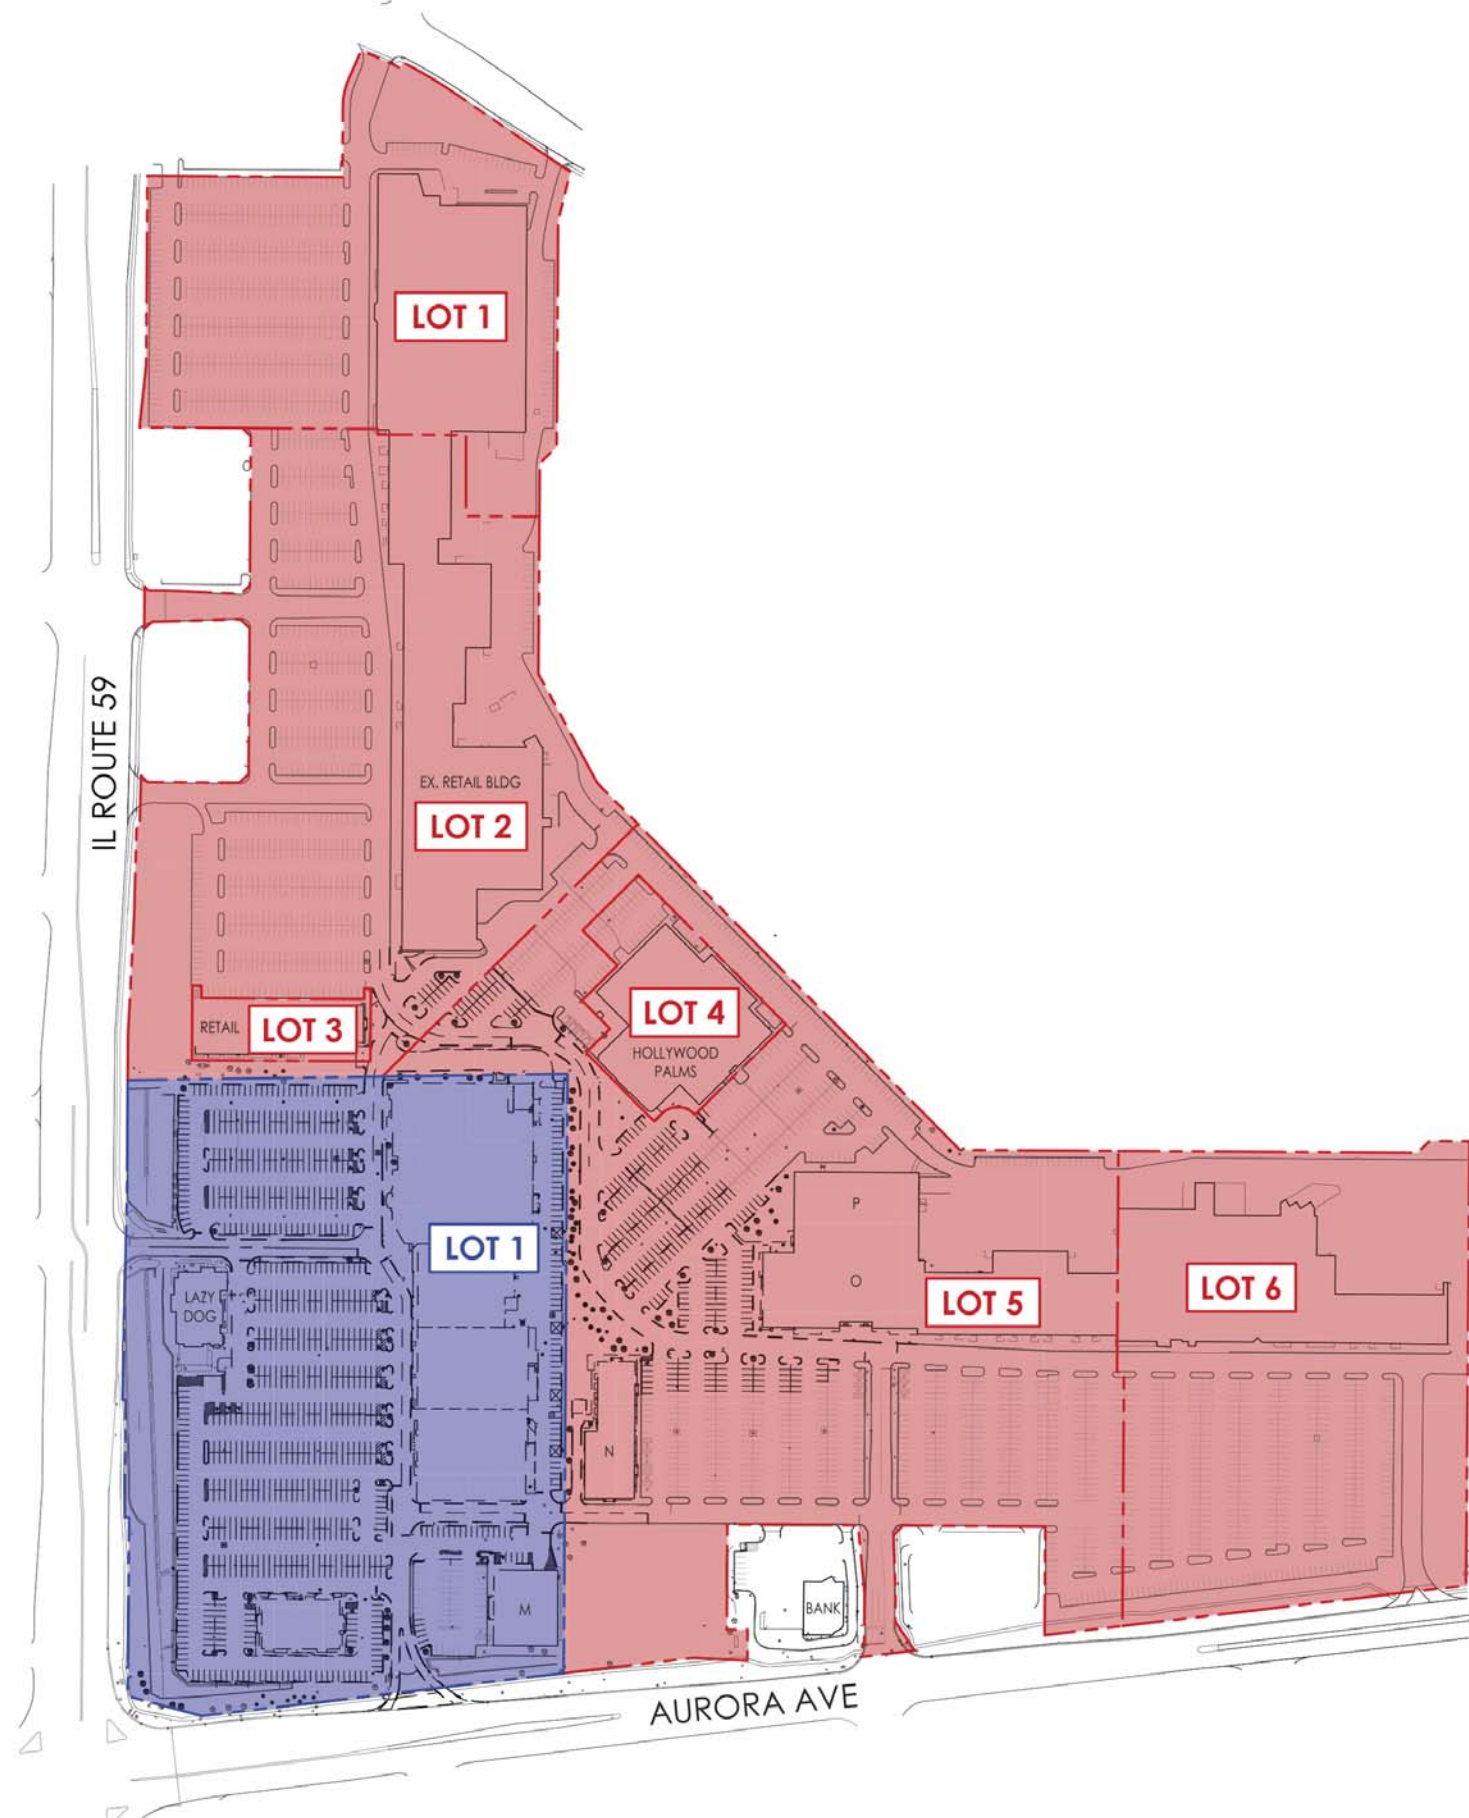 LOT 1
IL ROUTE 59
EX. RETAIL BLDG
LOT 2
LOT 4
RETAIL
LOT 3
HOLLYWOOD
PALMS
P
LOT 1
O
LAZY
DOG
LOT 5
LOT 6
N
M
BANK
AURORA AVE